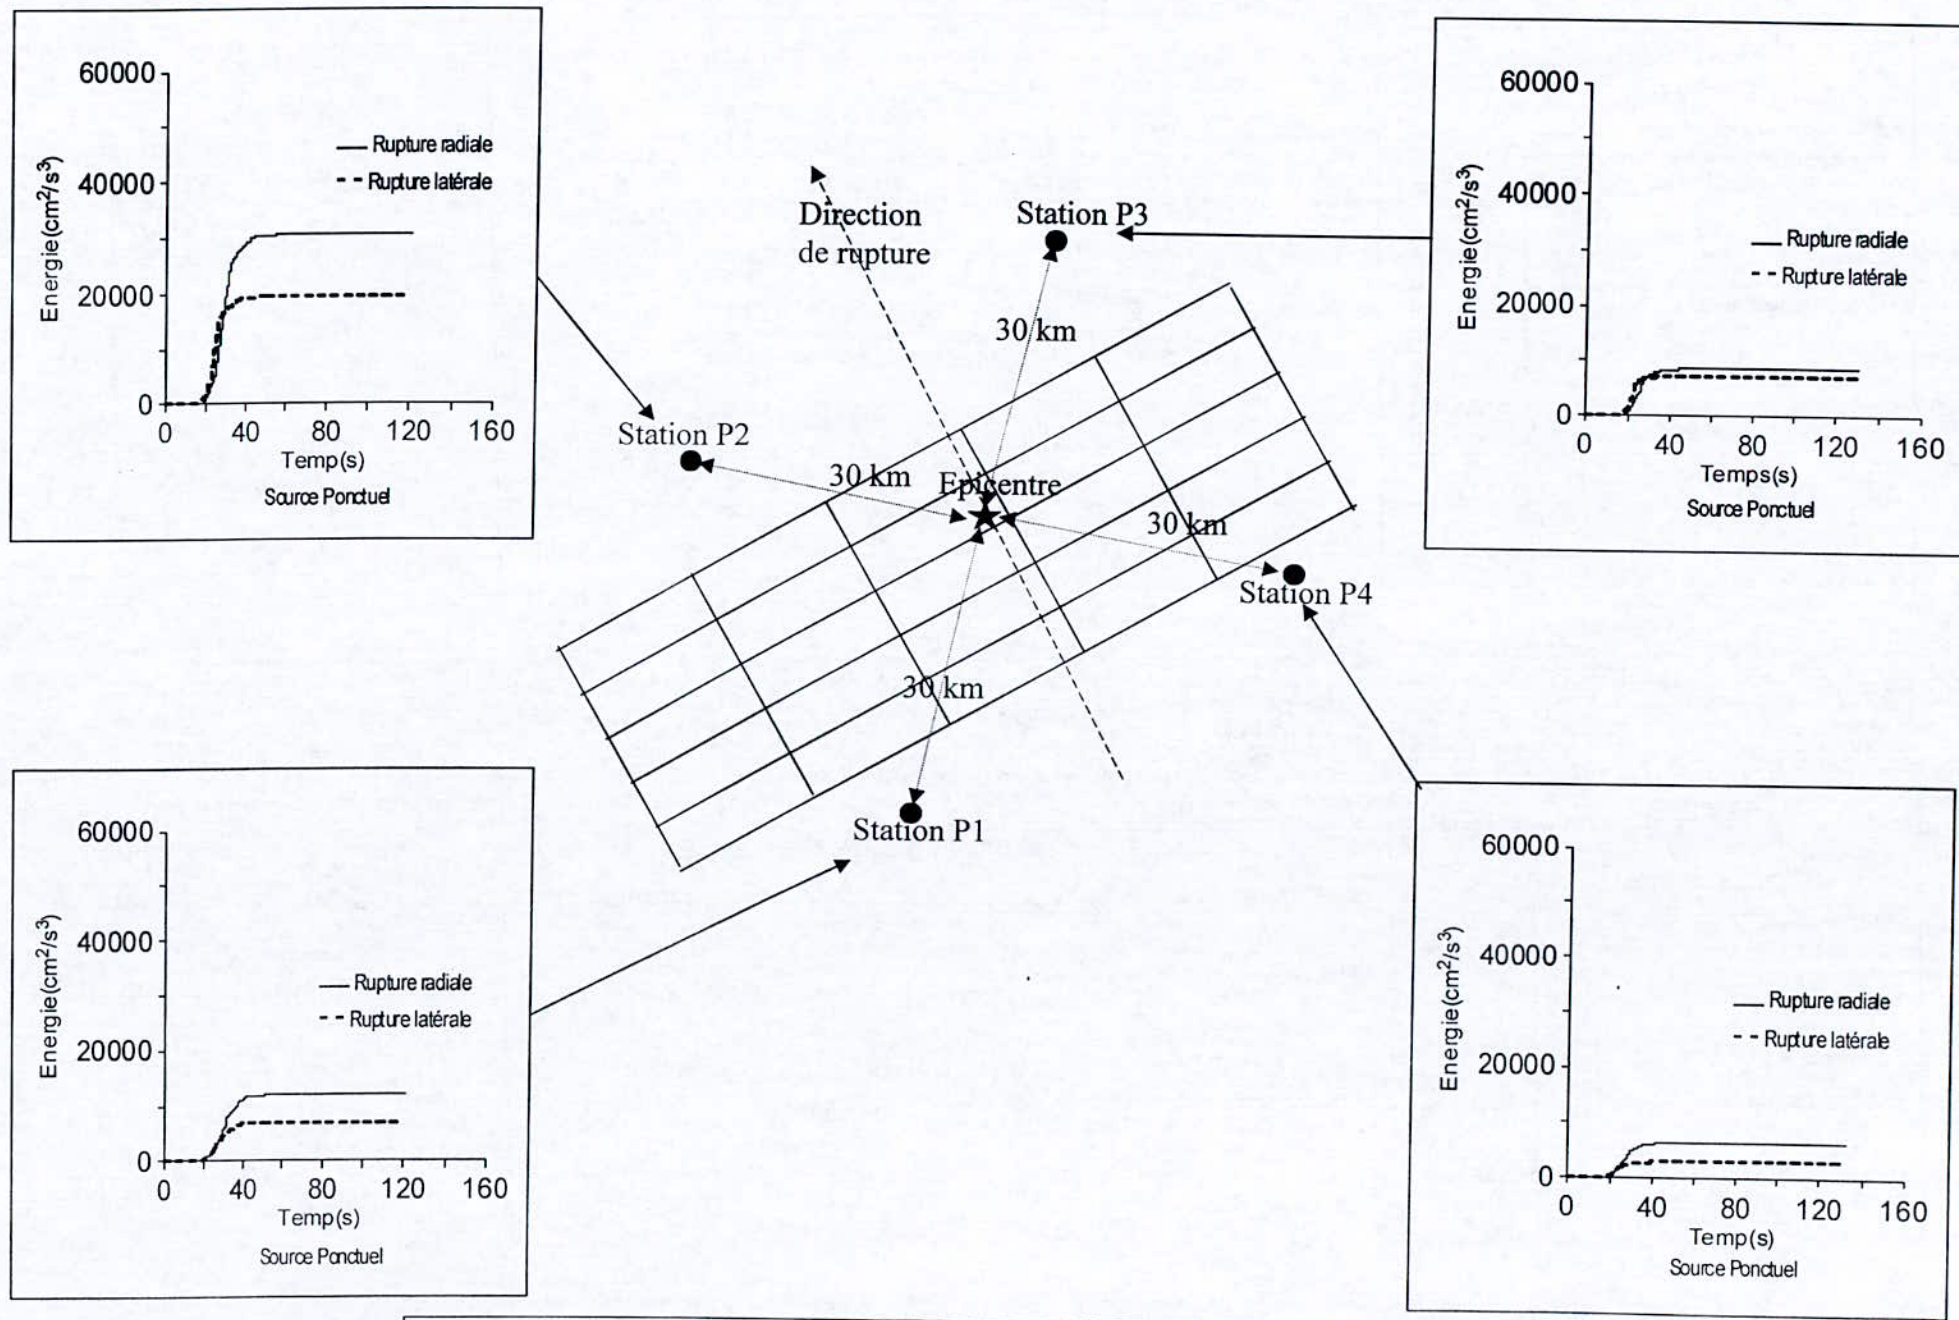 60000
40000
20000
0
0 40 80 120 160
Energie(cm²/s³)
Rupture radiale
Rupture latérale
Temp(s)
Source Ponctuel
Direction
de rupture
Station P3
30 km
Station P2
30 km
Epicentre
30 km
Station P4
30 km
Station P1
60000
40000
20000
0
0 40 80 120 160
Energie(cm²/s³)
Rupture radiale
Rupture latérale
Temps(s)
Source Ponctuel
60000
40000
20000
0
0 40 80 120 160
Energie(cm²/s³)
Rupture radiale
Rupture latérale
Temp(s)
Source Ponctuel
60000
40000
20000
0
0 40 80 120 160
Energie(cm²/s³)
Rupture radiale
Rupture latérale
Temp(s)
Source Ponctuel